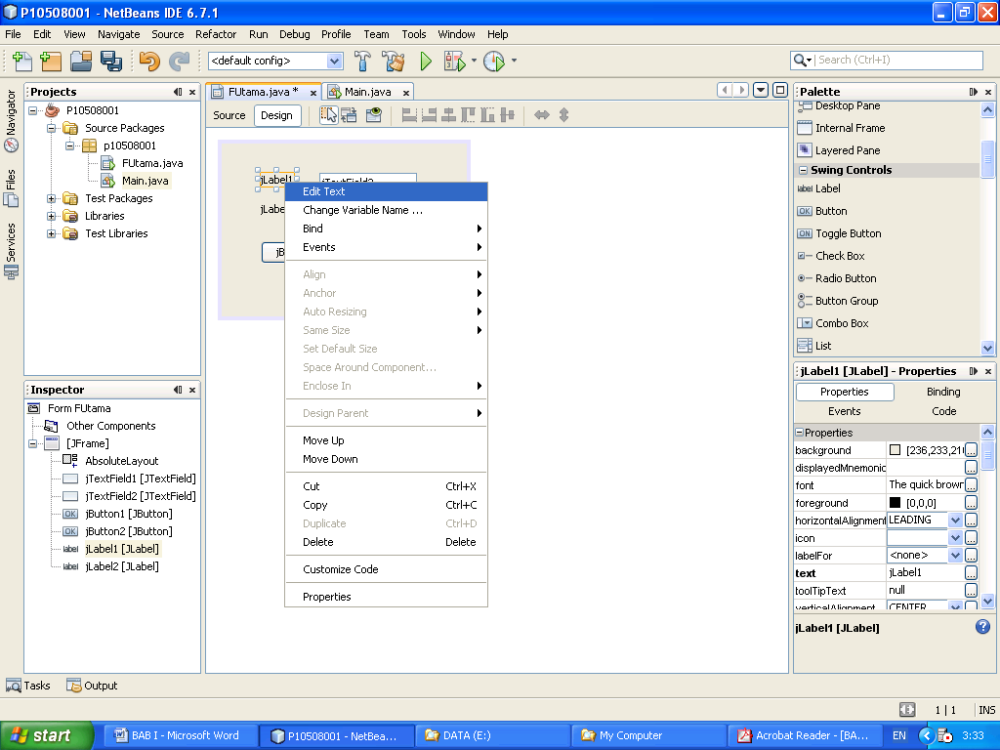 P10508001 - NetBeans IDE 6.7.1
File Edit View Navigate Source Refactor Run Debug Profile Team Tools Window Help
<default config>
Search (Ctrl+I)
Navigator
Files
Services
Projects
P10508001
Source Packages
p10508001
FUtama.java
Main.java
Test Packages
Libraries
Test Libraries
Inspector
Form FUtama
Other Components
[JFrame]
AbsoluteLayout
jTextField1 [JTextField]
jTextField2 [JTextField]
OK jButton1 [JButton]
OK jButton2 [JButton]
label jLabel1 [JLabel]
label jLabel2 [JLabel]
FUtama.java *
Main.java
Source Design
jLabel1
jTextField2
jLabe
jB
Edit Text
Change Variable Name ...
Bind
Events
Align
Anchor
Auto Resizing
Same Size
Set Default Size
Space Around Component...
Enclose In
Design Parent
Move Up
Move Down
Cut Ctrl+X
Copy Ctrl+C
Duplicate Ctrl+D
Delete Delete
Customize Code
Properties
Palette
Desktop Pane
Internal Frame
Layered Pane
Swing Controls
label Label
OK Button
ON Toggle Button
Check Box
Radio Button
Button Group
Combo Box
List
jLabel1 [JLabel] - Properties
Properties Binding
Events Code
Properties
background [236,233,21
displayedMnemonic
font The quick brown
foreground [0,0,0]
horizontalAlignment LEADING
icon
labelFor <none>
text jLabel1
toolTipText null
verticalAlignment CENTER
jLabel1 [JLabel]
Tasks Output
1 | 1 INS
start
BAB I - Microsoft Word
P10508001 - NetBea...
DATA (E:)
My Computer
Acrobat Reader - [BA...
EN
3:33